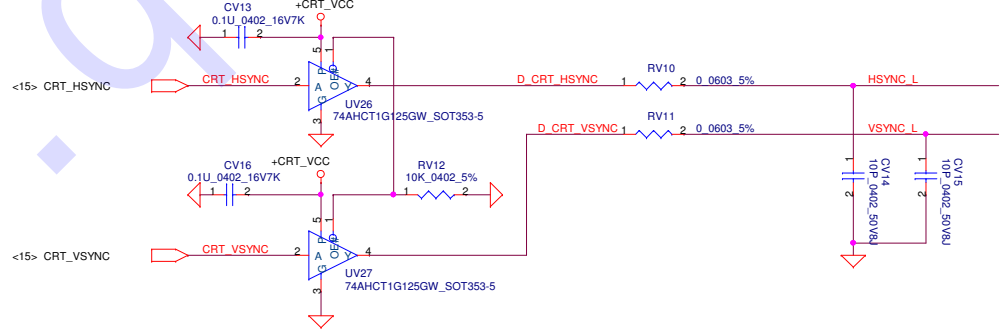 CV13
0.1U_0402_16V7K
+CRT_VCC
1 2
5 1
<15> CRT_HSYNC
CRT_HSYNC
2 A P OE# Y G 4
3
UV26
74AHCT1G125GW_SOT353-5
D_CRT_HSYNC 1 RV10 2 0_0603_5% HSYNC_L
D_CRT_VSYNC 1 RV11 2 0_0603_5% VSYNC_L
CV16
0.1U_0402_16V7K
+CRT_VCC
1 2
RV12
10K_0402_5%
1 2
5 1
<15> CRT_VSYNC
CRT_VSYNC
2 A P OE# Y G 4
3
UV27
74AHCT1G125GW_SOT353-5
1 2
CV14
10P_0402_50V8J
1 2
CV15
10P_0402_50V8J